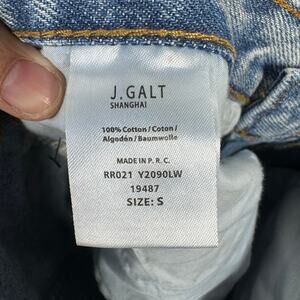 J.GALT
SHANGHAI
100% Cotton / Coton /
Algodón / Baumwolle
MADE IN P. R. C.
RR021 Y2090LW
19487
SIZE: S